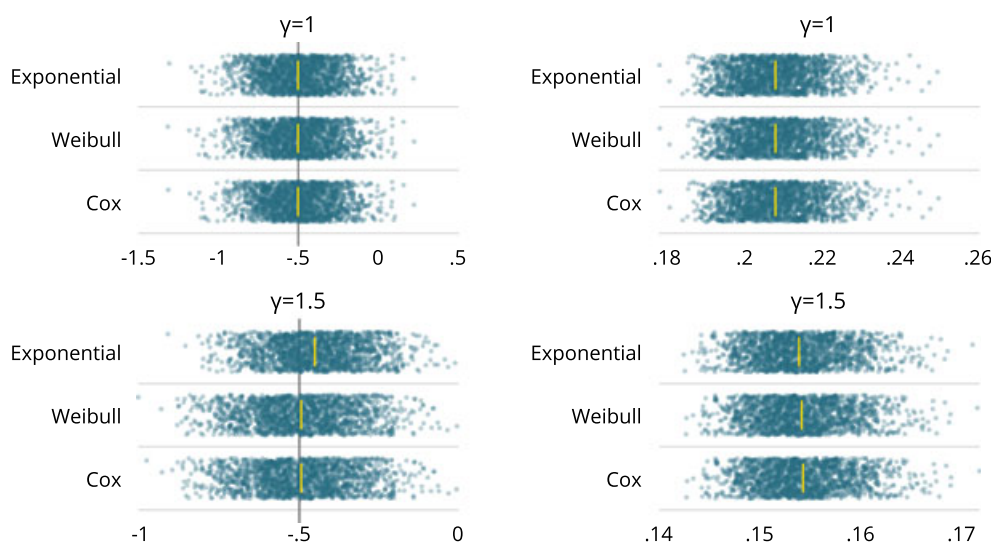 γ=1
Exponential
Weibull
Cox
-1.5 -1 -.5 0 .5
γ=1
Exponential
Weibull
Cox
.18 .2 .22 .24 .26
γ=1.5
Exponential
Weibull
Cox
-1 -.5 0
γ=1.5
Exponential
Weibull
Cox
.14 .15 .16 .17